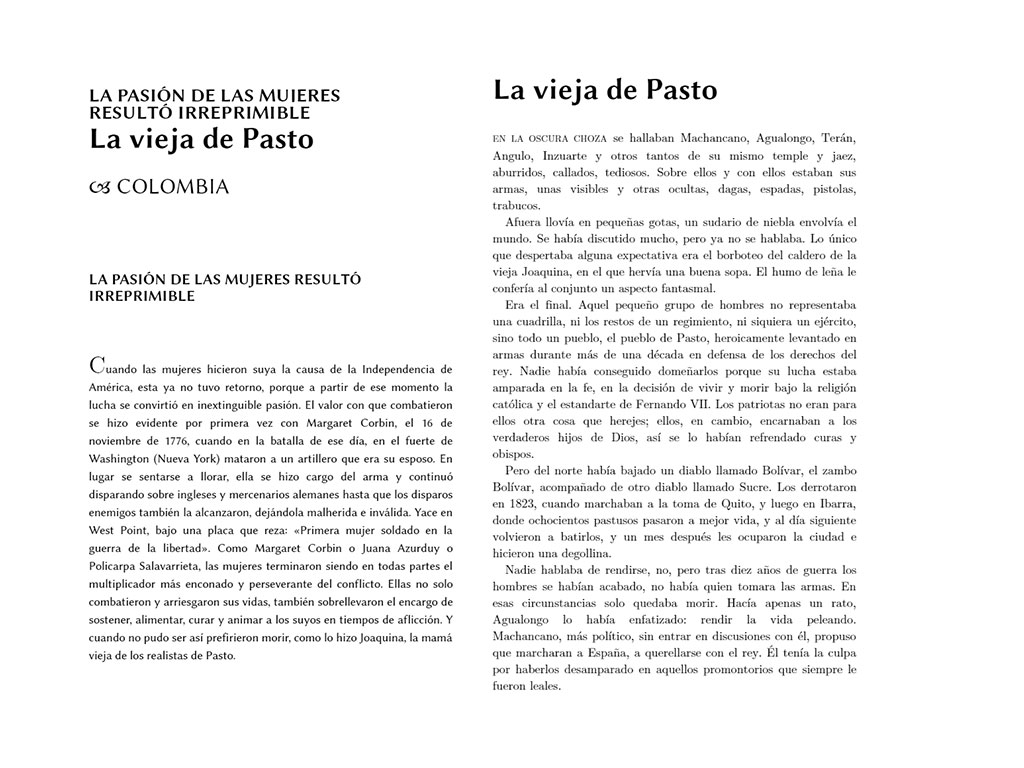 LA PASIÓN DE LAS MUJERES
RESULTÓ IRREPRIMIBLE
La vieja de Pasto
COLOMBIA
LA PASIÓN DE LAS MUJERES RESULTÓ
IRREPRIMIBLE
Cuando las mujeres hicieron suya la causa de la Independencia de
América, esta ya no tuvo retorno, porque a partir de ese momento la
lucha se convirtió en inextinguible pasión. El valor con que combatieron
se hizo evidente por primera vez con Margaret Corbin, el 16 de
noviembre de 1776, cuando en la batalla de ese día, en el fuerte de
Washington (Nueva York) mataron a un artillero que era su esposo. En
lugar se sentarse a llorar, ella se hizo cargo del arma y continuó
disparando sobre ingleses y mercenarios alemanes hasta que los disparos
enemigos también la alcanzaron, dejándola malherida e inválida. Yace en
West Point, bajo una placa que reza: «Primera mujer soldado en la
guerra de la libertad». Como Margaret Corbin o Juana Azurduy o
Policarpa Salavarrieta, las mujeres terminaron siendo en todas partes el
multiplicador más enconado y perseverante del conflicto. Ellas no solo
combatieron y arriesgaron sus vidas, también sobrellevaron el encargo de
sostener, alimentar, curar y animar a los suyos en tiempos de aflicción. Y
cuando no pudo ser así prefirieron morir, como lo hizo Joaquina, la mamá
vieja de los realistas de Pasto.
La vieja de Pasto
EN LA OSCURA CHOZA se hallaban Machancano, Agualongo, Terán,
Angulo, Inzuarte y otros tantos de su mismo temple y jaez,
aburridos, callados, tediosos. Sobre ellos y con ellos estaban sus
armas, unas visibles y otras ocultas, dagas, espadas, pistolas,
trabucos.
Afuera llovía en pequeñas gotas, un sudario de niebla envolvía el
mundo. Se había discutido mucho, pero ya no se hablaba. Lo único
que despertaba alguna expectativa era el borboteo del caldero de la
vieja Joaquina, en el que hervía una buena sopa. El humo de leña le
confería al conjunto un aspecto fantasmal.
Era el final. Aquel pequeño grupo de hombres no representaba
una cuadrilla, ni los restos de un regimiento, ni siquiera un ejército,
sino todo un pueblo, el pueblo de Pasto, heroicamente levantado en
armas durante más de una década en defensa de los derechos del
rey. Nadie había conseguido domeñarlos porque su lucha estaba
amparada en la fe, en la decisión de vivir y morir bajo la religión
católica y el estandarte de Fernando VII. Los patriotas no eran para
ellos otra cosa que herejes; ellos, en cambio, encarnaban a los
verdaderos hijos de Dios, así se lo habían refrendado curas y
obispos.
Pero del norte había bajado un diablo llamado Bolívar, el zambo
Bolívar, acompañado de otro diablo llamado Sucre. Los derrotaron
en 1823, cuando marchaban a la toma de Quito, y luego en Ibarra,
donde ochocientos pastusos pasaron a mejor vida, y al día siguiente
volvieron a batirlos, y un mes después les ocuparon la ciudad e
hicieron una degollina.
Nadie hablaba de rendirse, no, pero tras diez años de guerra los
hombres se habían acabado, no había quien tomara las armas. En
esas circunstancias solo quedaba morir. Hacía apenas un rato,
Agualongo lo había enfatizado: rendir la vida peleando.
Machancano, más político, sin entrar en discusiones con él, propuso
que marcharan a España, a querellarse con el rey. Él tenía la culpa
por haberlos desamparado en aquellos promontorios que siempre le
fueron leales.